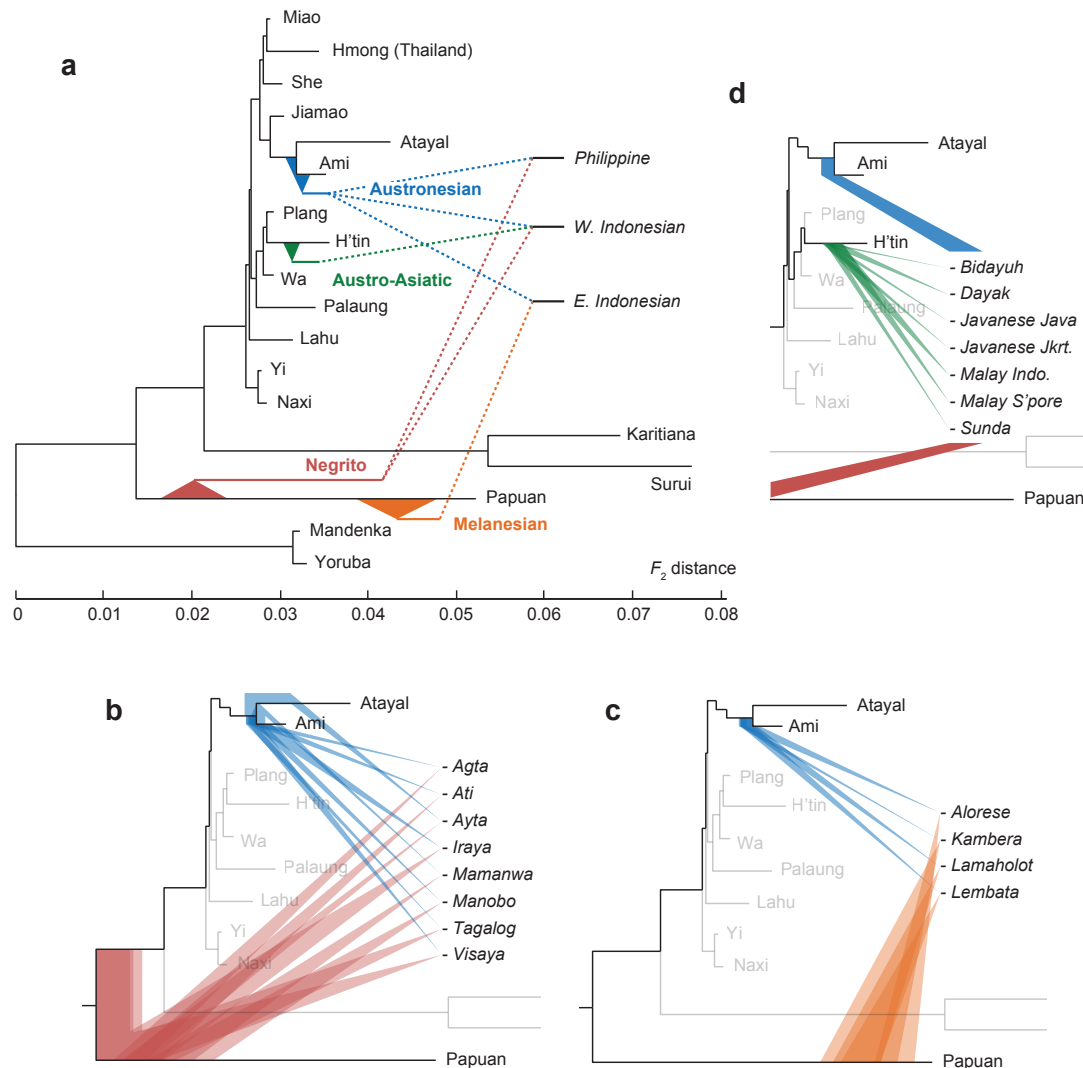 a
Miao
Hmong (Thailand)
She
Jiamao
Atayal
Ami
Austronesian
Plang
H'tin
Wa
Austro-Asiatic
Palaung
Lahu
Yi
Naxi
Philippine
W. Indonesian
E. Indonesian
Karitiana
Surui
Negrito
Papuan
Melanesian
Mandenka
Yoruba
F2 distance
0 0.01 0.02 0.03 0.04 0.05 0.06 0.07 0.08
d
Atayal
Ami
Plang
H'tin
Wa
Palaung
Lahu
Yi
Naxi
- Bidayuh
- Dayak
- Javanese Java
- Javanese Jkrt.
- Malay Indo.
- Malay S'pore
- Sunda
Papuan
b
Atayal
Ami
Plang
H'tin
Wa
Palaung
Lahu
Yi
Naxi
- Agta
- Ati
- Ayta
- Iraya
- Mamanwa
- Manobo
- Tagalog
- Visaya
Papuan
c
Atayal
Ami
Plang
H'tin
Wa
Palaung
Lahu
Yi
Naxi
- Alorese
- Kambera
- Lamaholot
- Lembata
Papuan